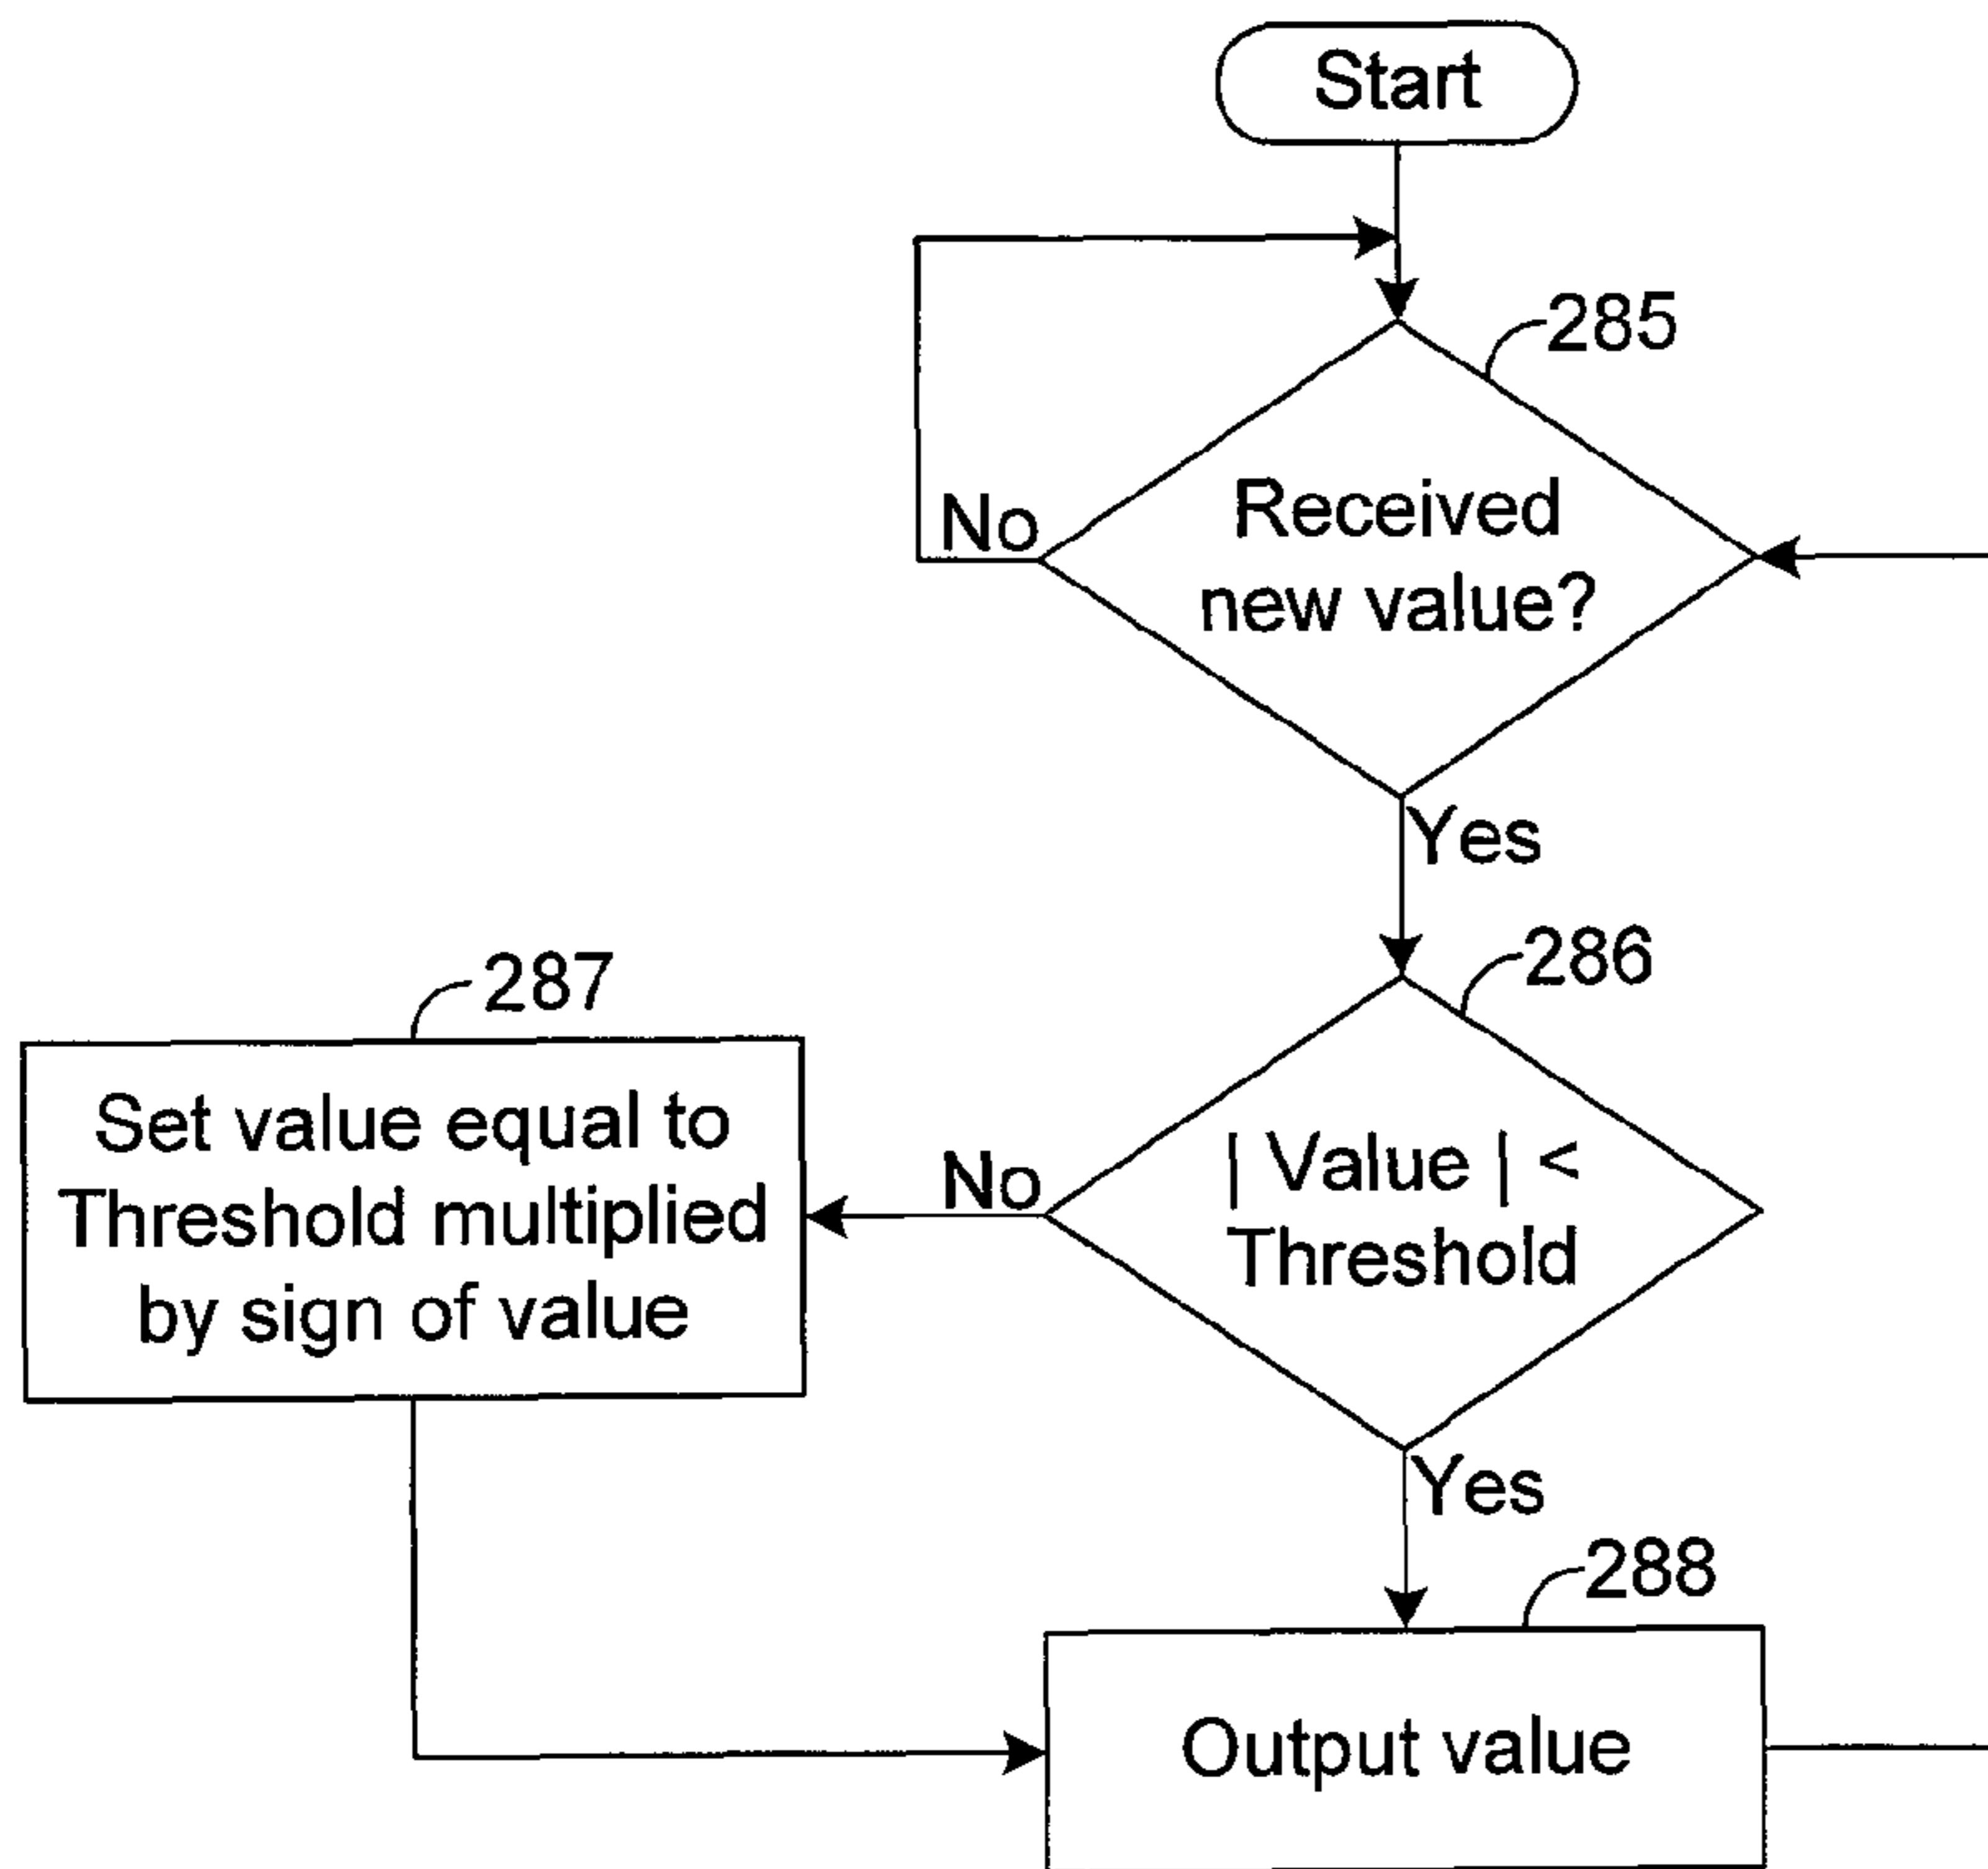 Start
285
Received
new value?
No
Yes
286
| Value | <
Threshold
No
287
Set value equal to
Threshold multiplied
by sign of value
Yes
288
Output value